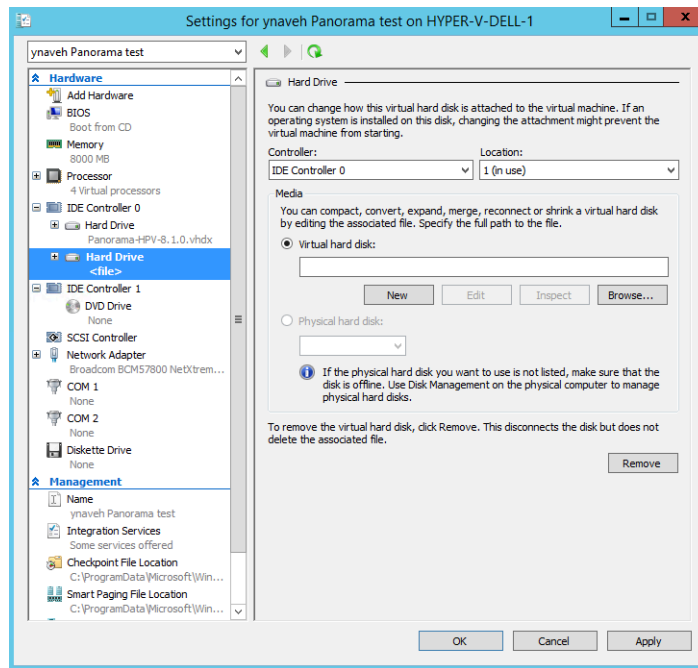 Settings for ynaveh Panorama test on HYPER-V-DELL-1
ynaveh Panorama test
Hardware
Add Hardware
BIOS
Boot from CD
Memory
8000 MB
Processor
4 Virtual processors
IDE Controller 0
Hard Drive
Panorama-HPV-8.1.0.vhdx
Hard Drive
<file>
IDE Controller 1
DVD Drive
None
SCSI Controller
Network Adapter
Broadcom BCM57800 NetXtrem...
COM 1
None
COM 2
None
Diskette Drive
None
Management
Name
ynaveh Panorama test
Integration Services
Some services offered
Checkpoint File Location
C:\ProgramData\Microsoft\Win...
Smart Paging File Location
C:\ProgramData\Microsoft\Win...
Hard Drive
You can change how this virtual hard disk is attached to the virtual machine. If an
operating system is installed on this disk, changing the attachment might prevent the
virtual machine from starting.
Controller:
Location:
IDE Controller 0
1 (in use)
Media
You can compact, convert, expand, merge, reconnect or shrink a virtual hard disk
by editing the associated file. Specify the full path to the file.
Virtual hard disk:
New
Edit
Inspect
Browse...
Physical hard disk:
If the physical hard disk you want to use is not listed, make sure that the
disk is offline. Use Disk Management on the physical computer to manage
physical hard disks.
To remove the virtual hard disk, click Remove. This disconnects the disk but does not
delete the associated file.
Remove
OK
Cancel
Apply